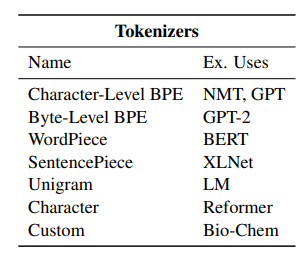 Tokenizers
Name Ex. Uses
Character-Level BPE NMT, GPT
Byte-Level BPE GPT-2
WordPiece BERT
SentencePiece XLNet
Unigram LM
Character Reformer
Custom Bio-Chem